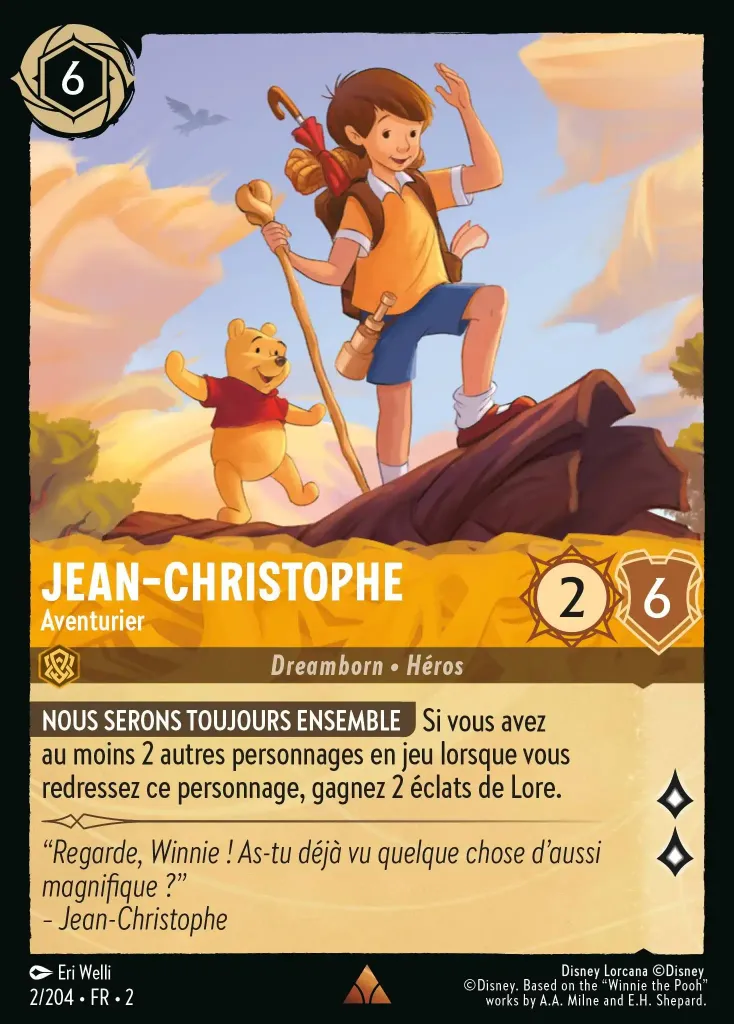 6
JEAN-CHRISTOPHE
Aventurier
2
6
Dreamborn • Héros
NOUS SERONS TOUJOURS ENSEMBLE Si vous avez
au moins 2 autres personnages en jeu lorsque vous
redressez ce personnage, gagnez 2 éclats de Lore.
“Regarde, Winnie ! As-tu déjà vu quelque chose d’aussi
magnifique ?”
– Jean-Christophe
Eri Welli
2/204 • FR • 2
Disney Lorcana ©Disney
©Disney. Based on the “Winnie the Pooh”
works by A.A. Milne and E.H. Shepard.